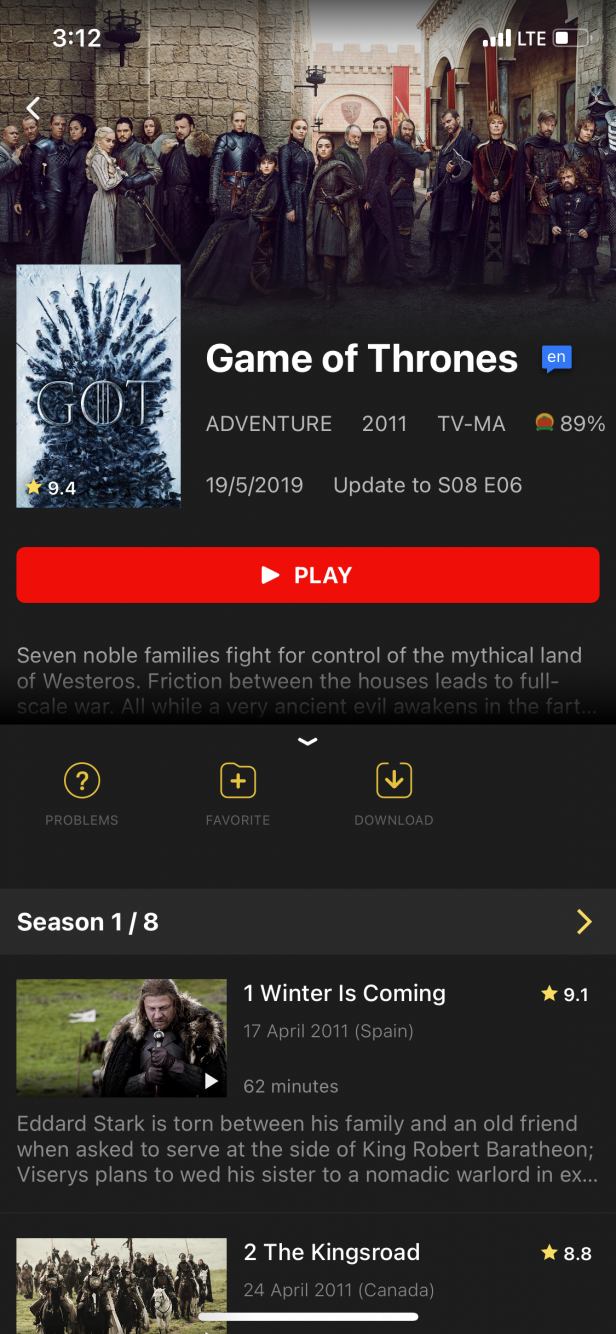 3:12
LTE
GOT
9.4
Game of Thrones
en
ADVENTURE 2011 TV-MA 89%
19/5/2019 Update to S08 E06
PLAY
Seven noble families fight for control of the mythical land
of Westeros. Friction between the houses leads to full-
scale war. All while a very ancient evil awakens in the fart...
PROBLEMS FAVORITE DOWNLOAD
Season 1 / 8
1 Winter Is Coming 9.1
17 April 2011 (Spain)
62 minutes
Eddard Stark is torn between his family and an old friend
when asked to serve at the side of King Robert Baratheon;
Viserys plans to wed his sister to a nomadic warlord in ex...
2 The Kingsroad 8.8
24 April 2011 (Canada)